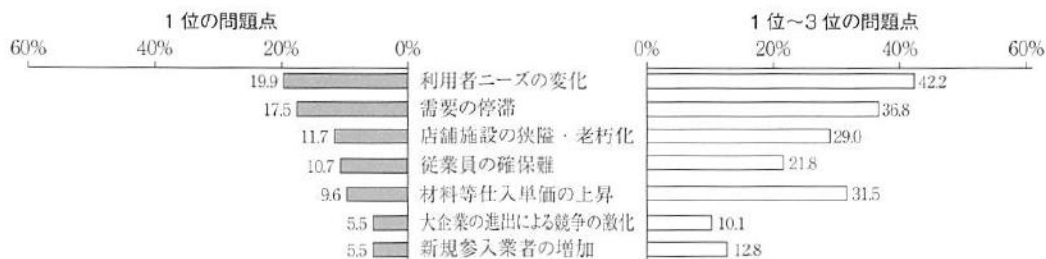 1位の問題点 1位~3位の問題点
60% 40% 20% 0% 0% 20% 40% 60%
19.9 利用者ニーズの変化 42.2
17.5 需要の停滞 36.8
11.7 店舗施設の狭隘・老朽化 29.0
10.7 従業員の確保難 21.8
9.6 材料等仕入単価の上昇 31.5
5.5 大企業の進出による競争の激化 10.1
5.5 新規参入業者の増加 12.8